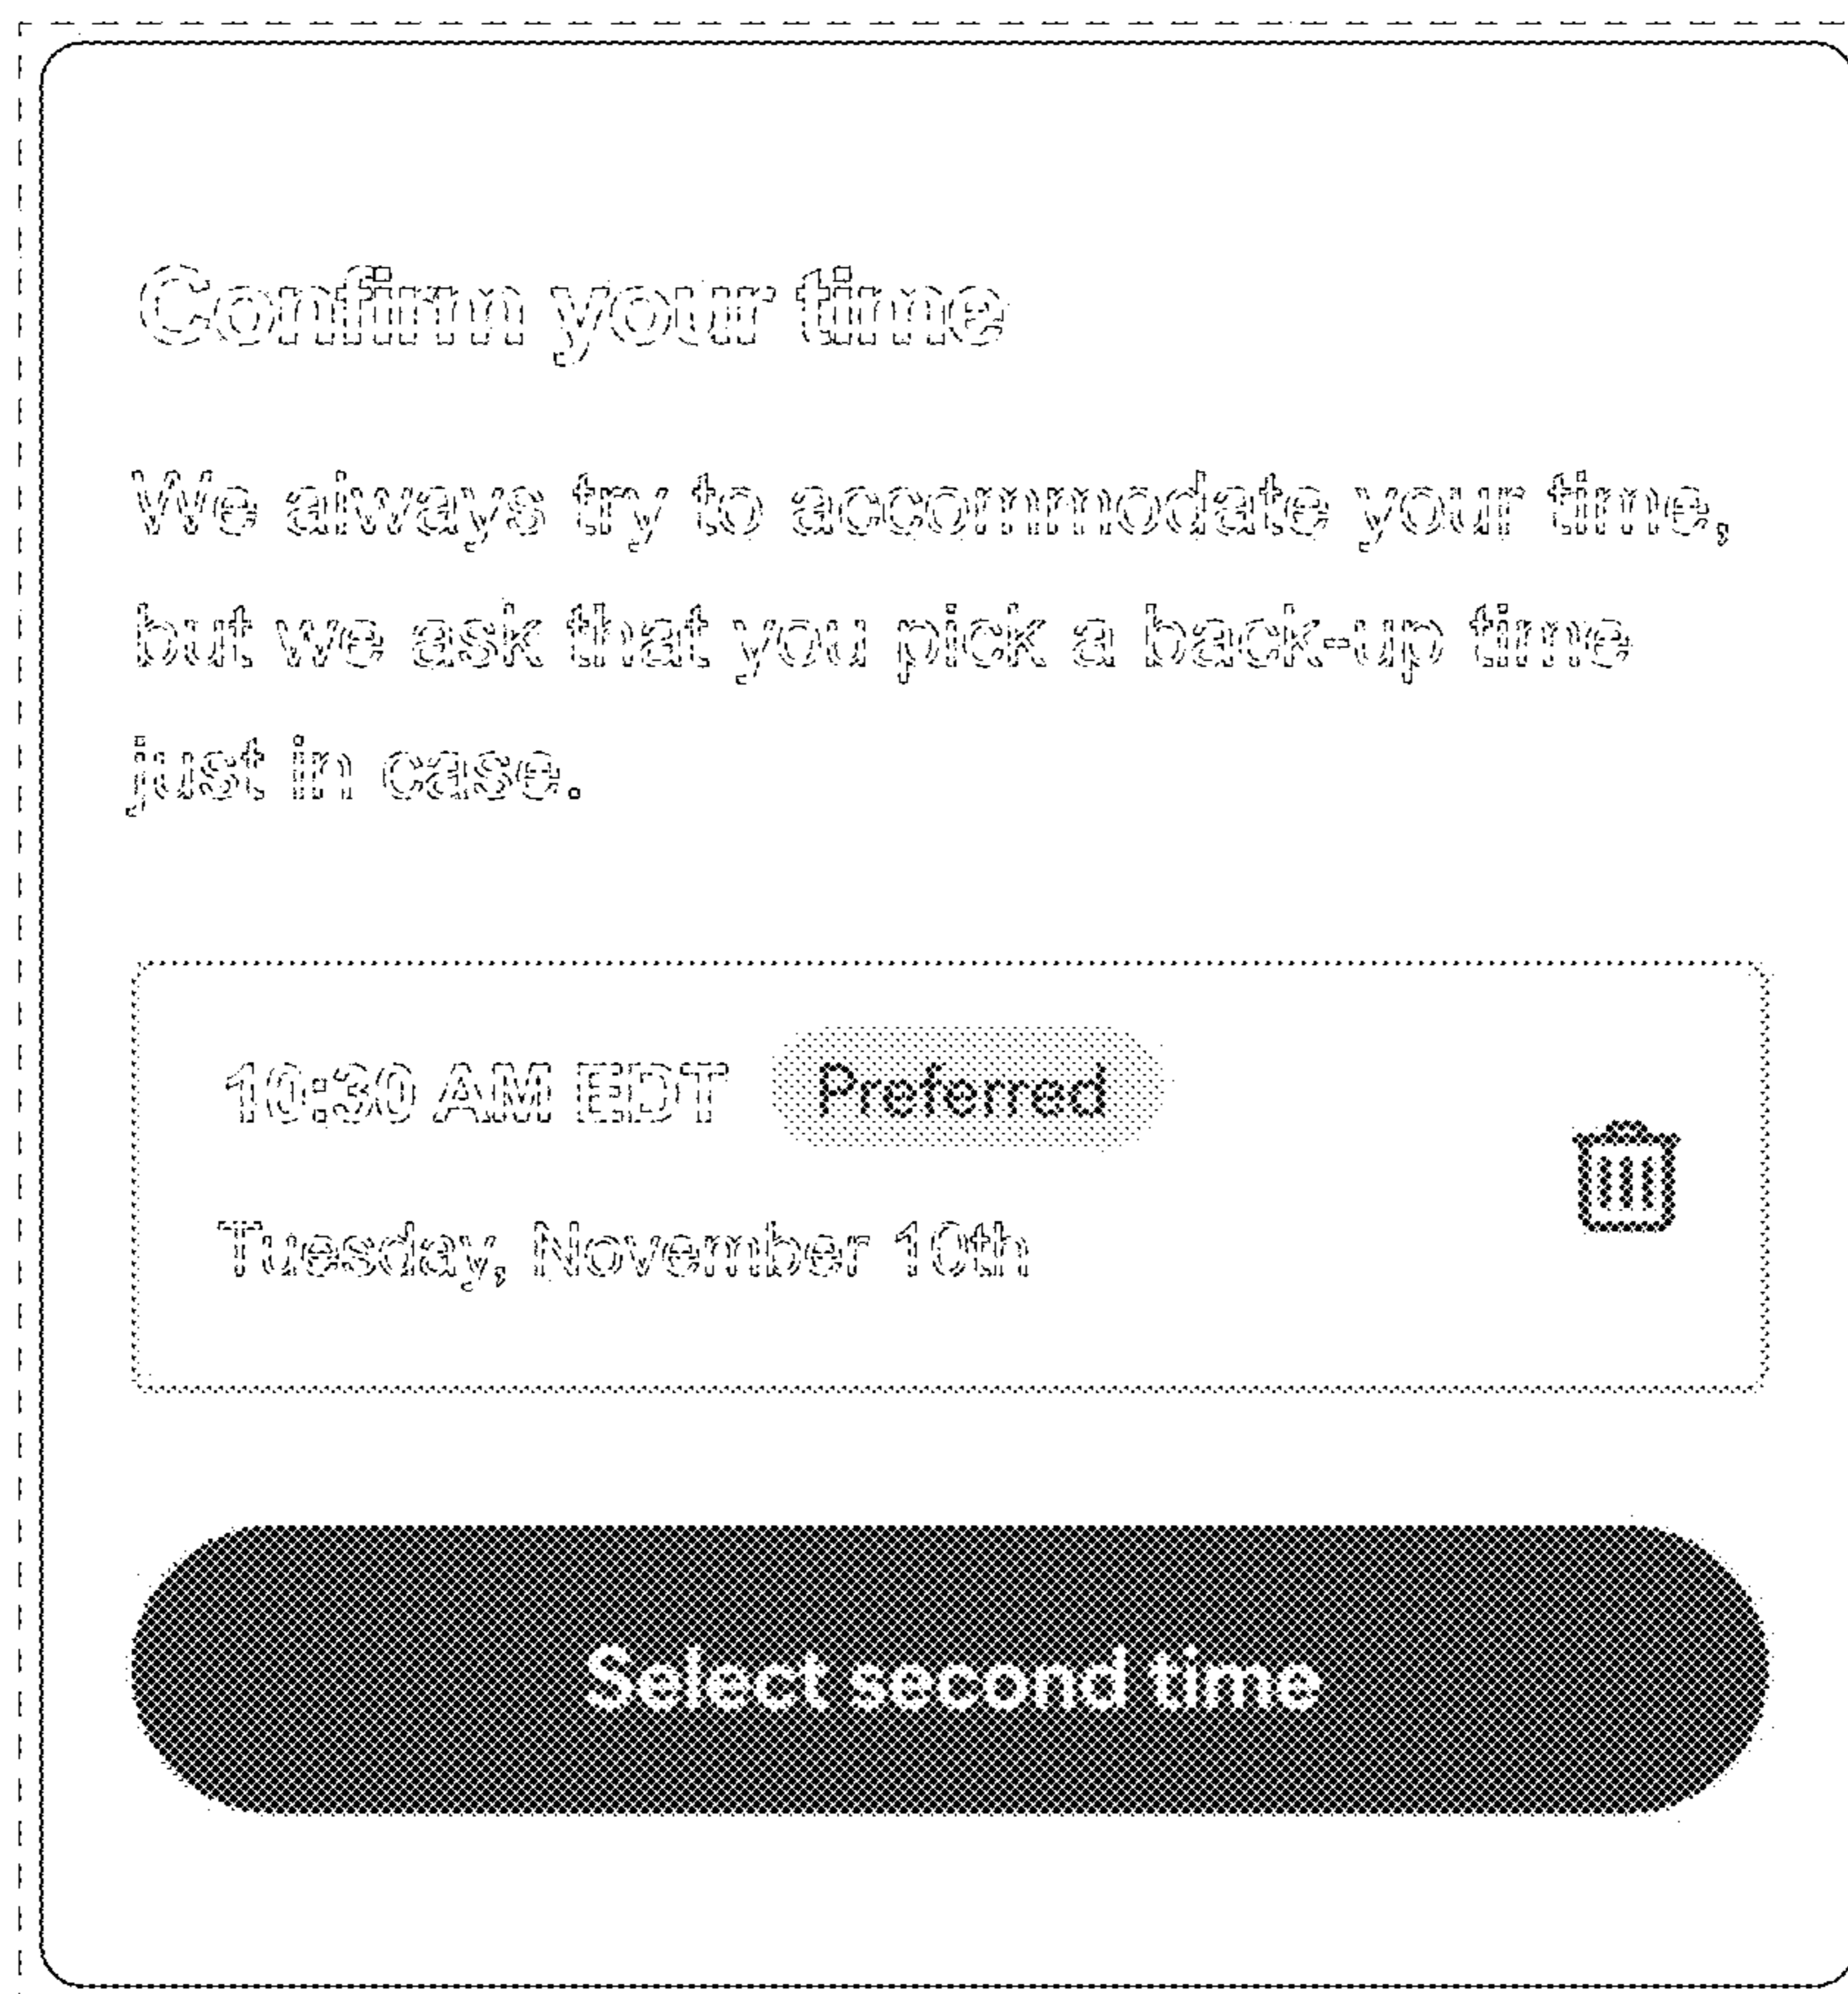 Confirm your time
We always try to accommodate your time,
but we ask that you pick a back-up time
just in case.
10:30 AM EDT Preferred
Tuesday, November 10th
Select second time